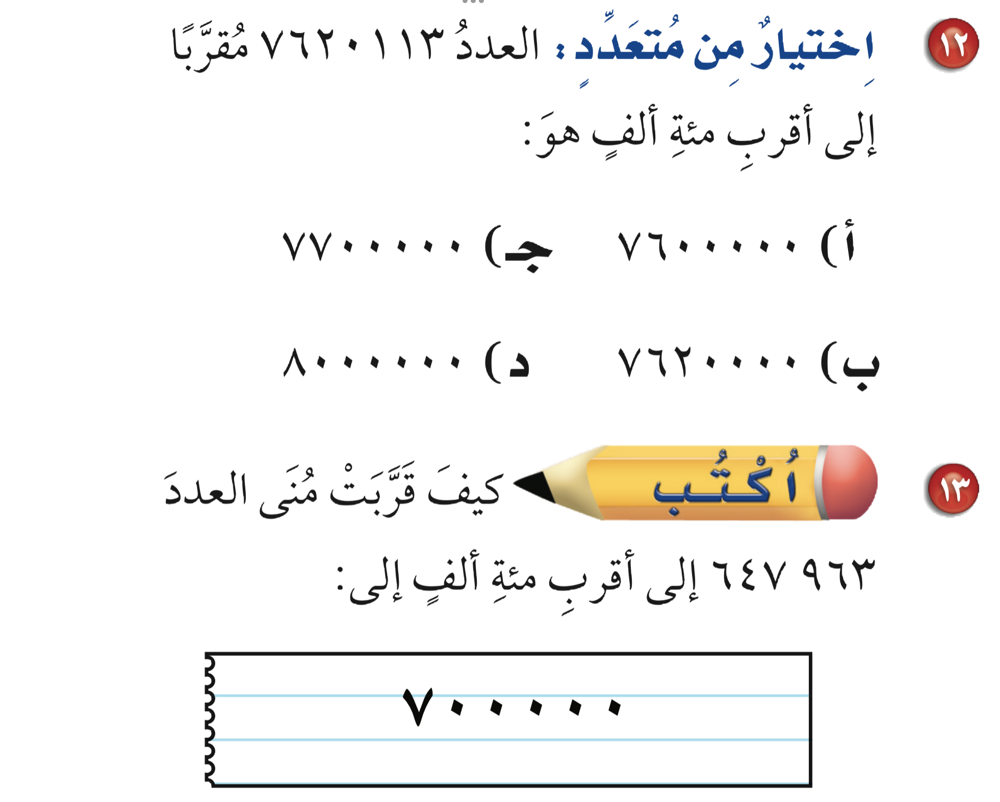 ١٢ اِختيارٌ مِن مُتعَدِّدٍ: العددُ ٧٦٢٠١١٣ مُقرَّبًا
إلى أقربِ مئةِ ألفٍ هوَ:
أ) ٧٦٠٠٠٠٠ جـ) ٧٧٠٠٠٠٠
ب) ٧٦٢٠٠٠٠ د) ٨٠٠٠٠٠٠
١٣ اُكْتُب كيفَ قَرَّبَتْ مُنَى العددَ
٦٤٧ ٩٦٣ إلى أقربِ مئةِ ألفٍ إلى:
٧٠٠٠٠٠